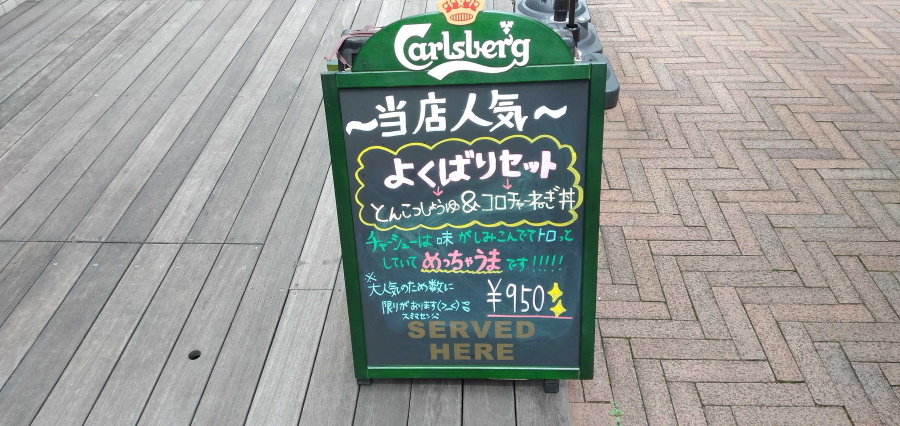 Carlsberg
～当店人気～
よくばりセット
とんこつしょうゆ&コロチャーねぎ丼
チャーシューは味がしみこんでてトロっと
していてめっちゃうまです!!!!!
※
大人気のため数に
限りがあります(>_<)
スミマセン
¥950
SERVED
HERE